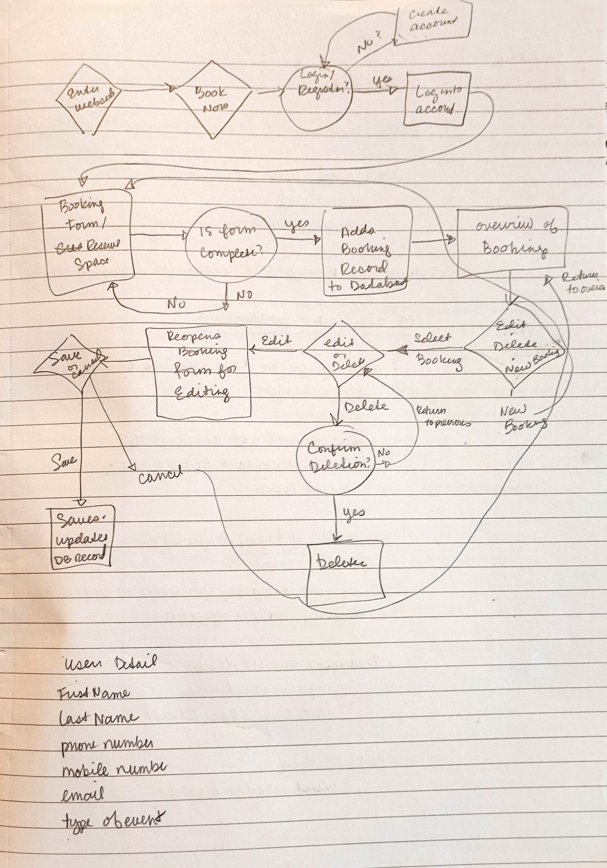 Create
account
No?
Enter
website
Book
Now
Login/
Register?
yes
Log into
account
Booking
Form/
Reserve
Space
Is form
Complete?
yes
Adds
Booking
Record
to Database
overview of
Booking
Return
to overv
No
No
Save
or
cancel
Reopens
Booking
form for
Editing
Edit
edit
or
Delete
Select
Booking
Edit
Delete
New Booking
New
Booking
Delete
Return
to previous
Confirm
Deletion?
No
Save
cancel
yes
Saves.
updates
DB record
Delete
User Detail
First Name
Last Name
phone number
mobile numbe
email
type of event